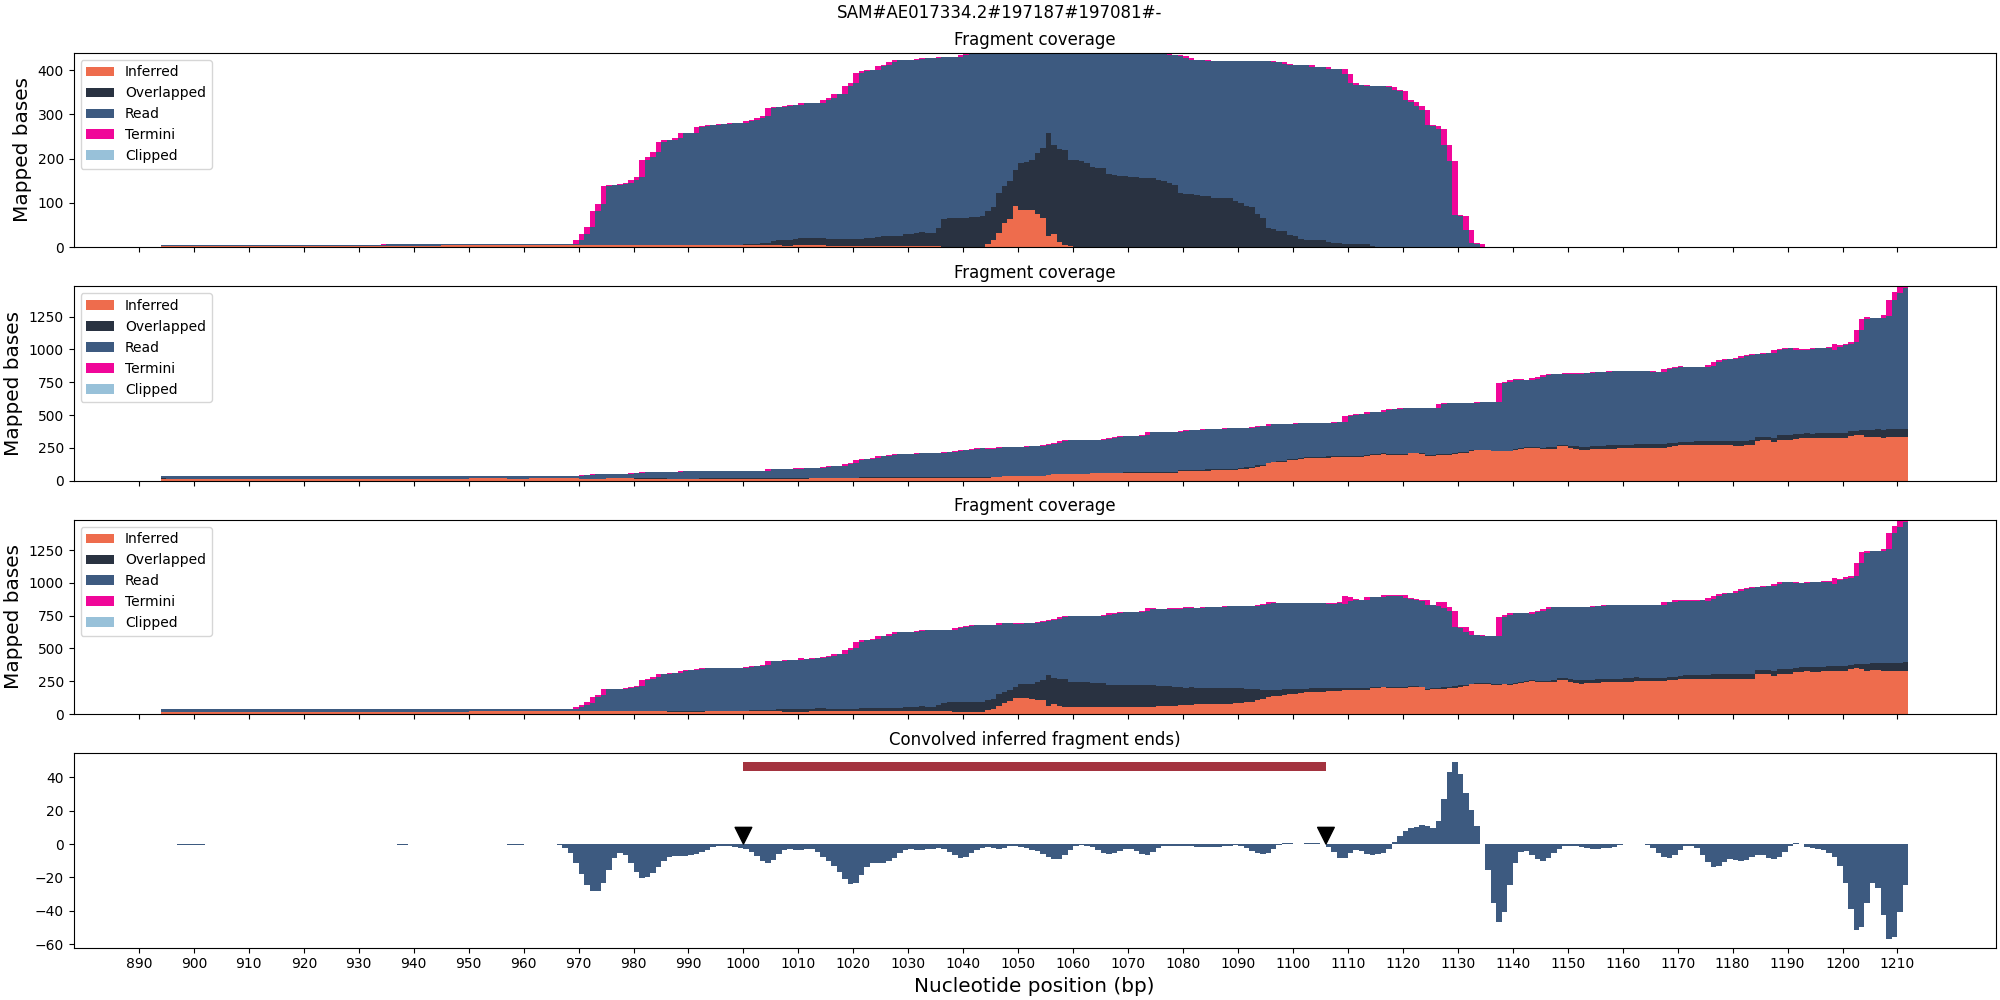 SAM#AE017334.2#197187#197081#-
Fragment coverage
Mapped bases
400
300
200
100
0
Inferred
Overlapped
Read
Termini
Clipped
Fragment coverage
Mapped bases
1250
1000
750
500
250
0
Inferred
Overlapped
Read
Termini
Clipped
Fragment coverage
Mapped bases
1250
1000
750
500
250
0
Inferred
Overlapped
Read
Termini
Clipped
Convolved inferred fragment ends)
40
20
0
−20
−40
−60
890 900 910 920 930 940 950 960 970 980 990 1000 1010 1020 1030 1040 1050 1060 1070 1080 1090 1100 1110 1120 1130 1140 1150 1160 1170 1180 1190 1200 1210
Nucleotide position (bp)